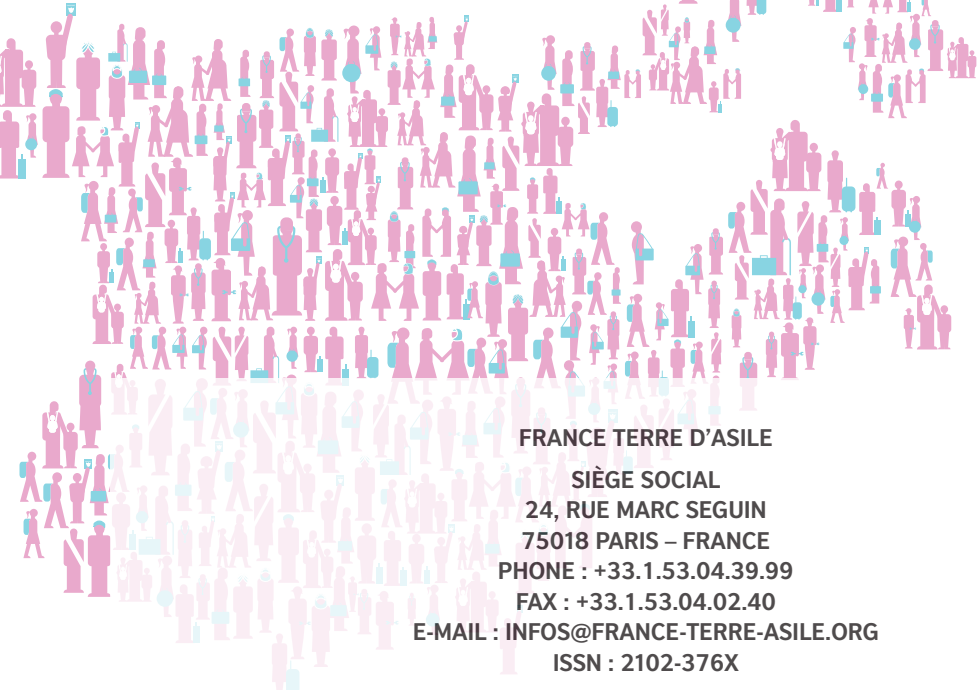 FRANCE TERRE D’ASILE
SIÈGE SOCIAL
24, RUE MARC SEGUIN
75018 PARIS – FRANCE
PHONE : +33.1.53.04.39.99
FAX : +33.1.53.04.02.40
E-MAIL : INFOS@FRANCE-TERRE-ASILE.ORG
ISSN : 2102-376X